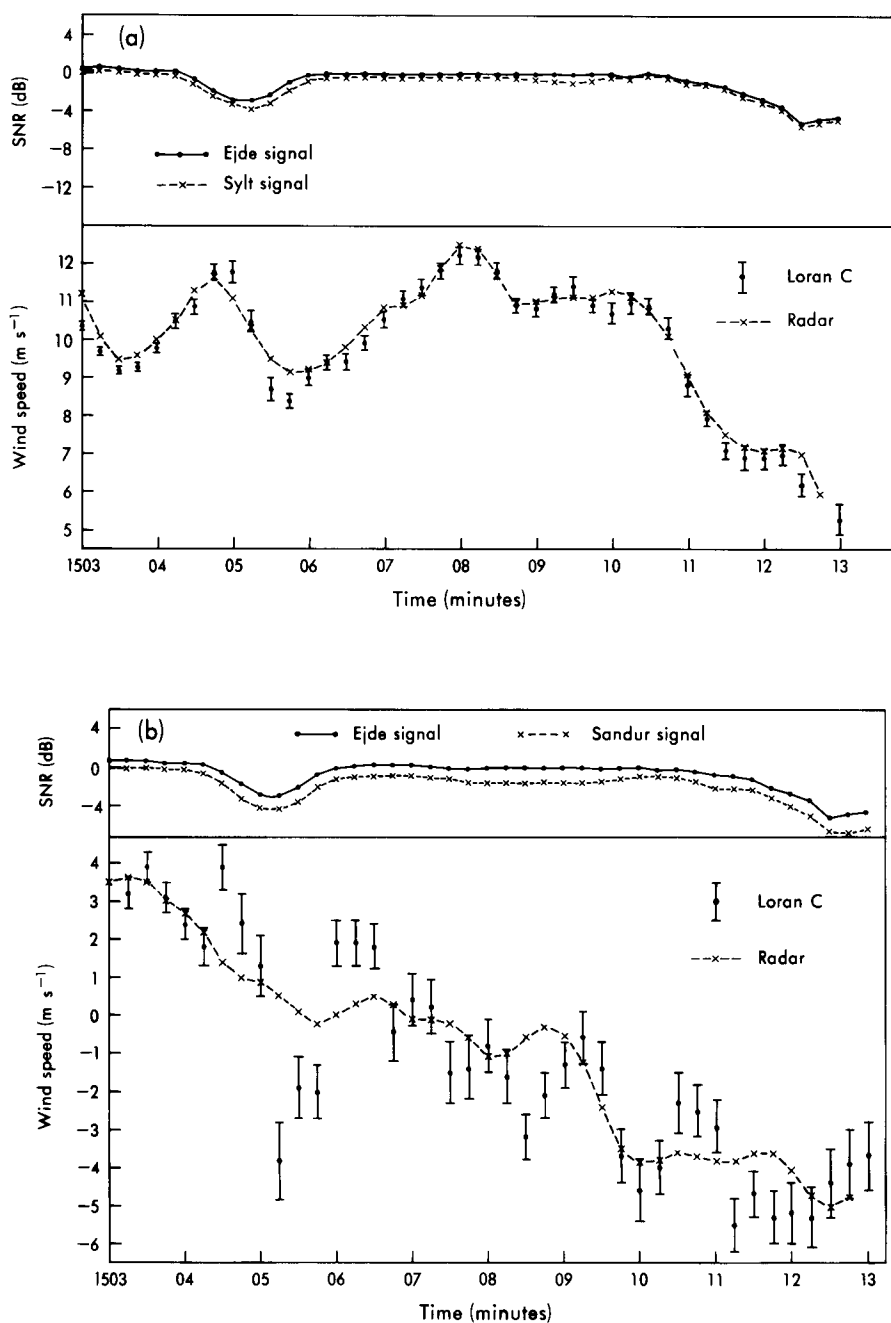 (a)
4
0
−4
−8
−12
SNR (dB)
Ejde signal
Sylt signal
12
11
10
9
8
7
6
5
Wind speed (m s⁻¹)
Loran C
Radar
1503 04 05 06 07 08 09 10 11 12 13
Time (minutes)
(b)
4
0
−4
SNR (dB)
Ejde signal
Sandur signal
4
3
2
1
0
−1
−2
−3
−4
−5
−6
Wind speed (m s⁻¹)
Loran C
Radar
1503 04 05 06 07 08 09 10 11 12 13
Time (minutes)